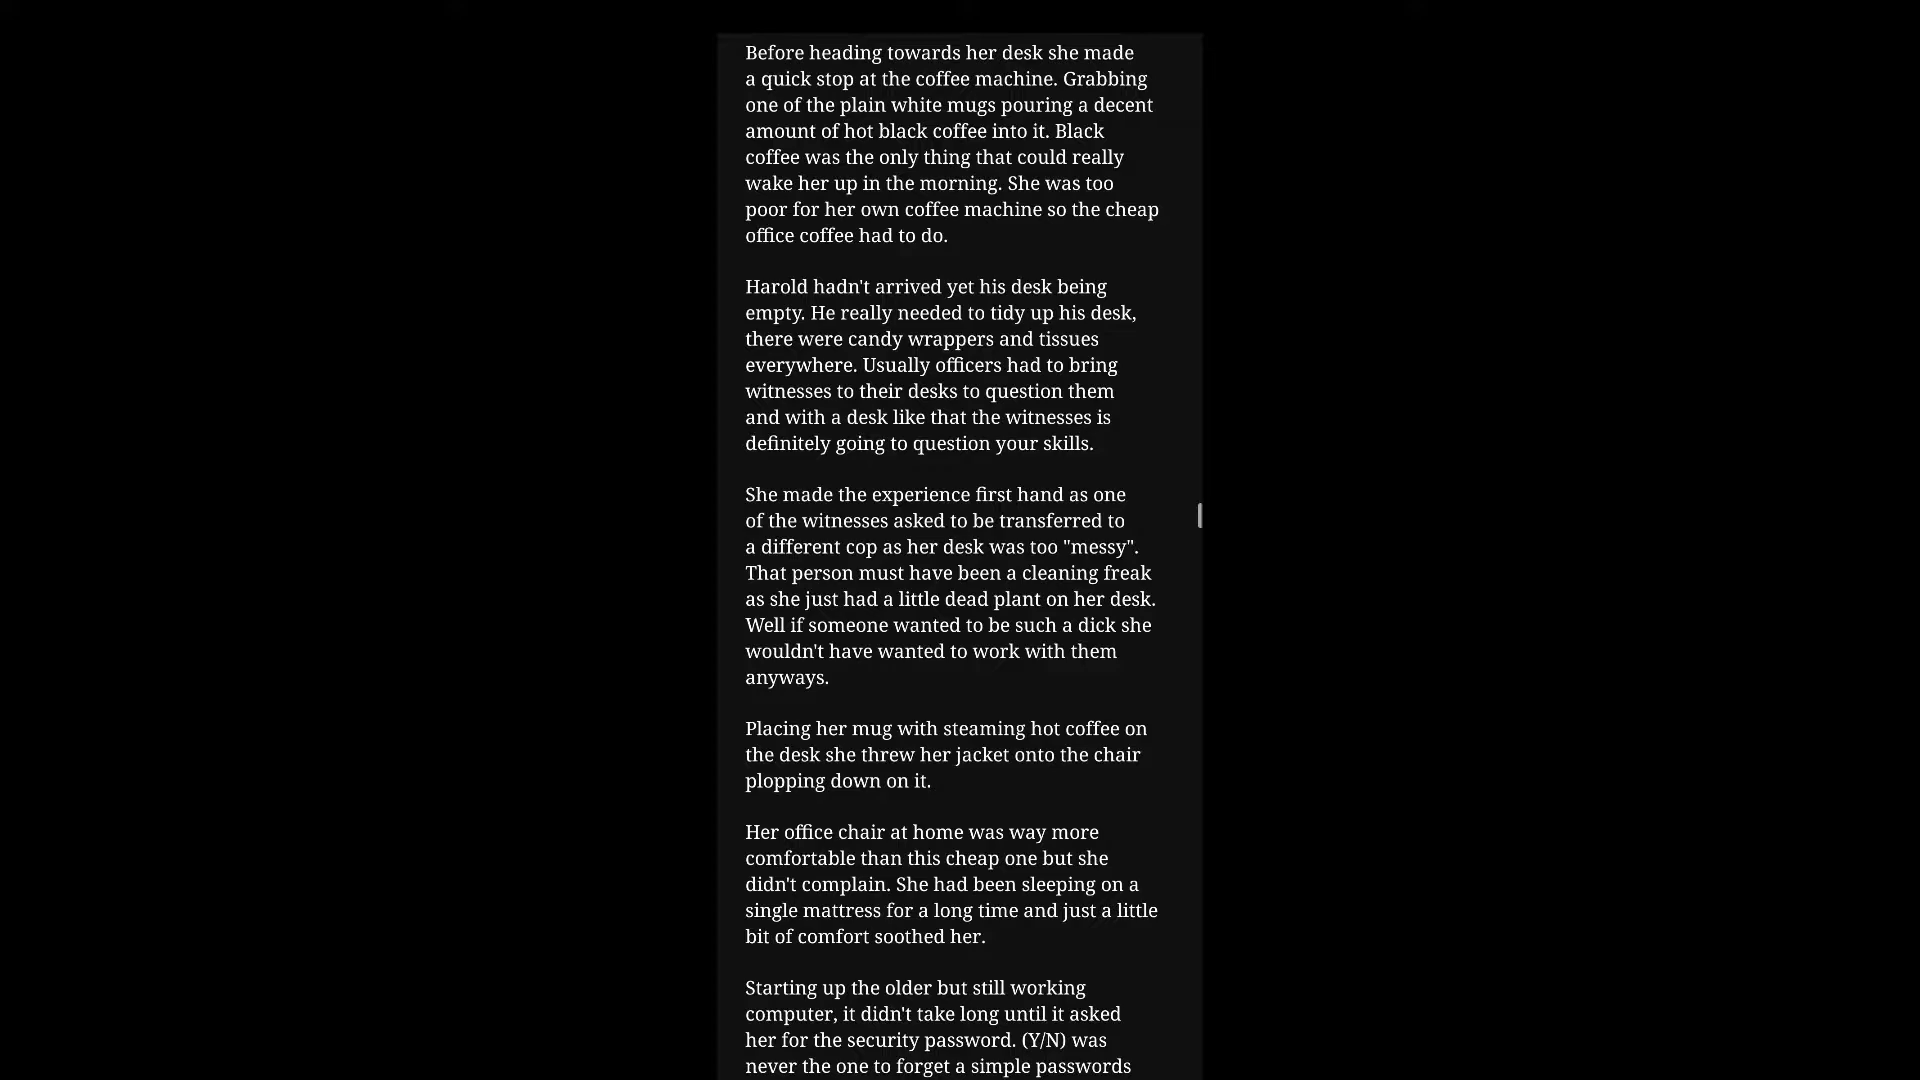 Before heading towards her desk she made
a quick stop at the coffee machine. Grabbing
one of the plain white mugs pouring a decent
amount of hot black coffee into it. Black
coffee was the only thing that could really
wake her up in the morning. She was too
poor for her own coffee machine so the cheap
office coffee had to do.
Harold hadn't arrived yet his desk being
empty. He really needed to tidy up his desk,
there were candy wrappers and tissues
everywhere. Usually officers had to bring
witnesses to their desks to question them
and with a desk like that the witnesses is
definitely going to question your skills.
She made the experience first hand as one
of the witnesses asked to be transferred to
a different cop as her desk was too "messy".
That person must have been a cleaning freak
as she just had a little dead plant on her desk.
Well if someone wanted to be such a dick she
wouldn't have wanted to work with them
anyways.
Placing her mug with steaming hot coffee on
the desk she threw her jacket onto the chair
plopping down on it.
Her office chair at home was way more
comfortable than this cheap one but she
didn't complain. She had been sleeping on a
single mattress for a long time and just a little
bit of comfort soothed her.
Starting up the older but still working
computer, it didn't take long until it asked
her for the security password. (Y/N) was
never the one to forget a simple passwords